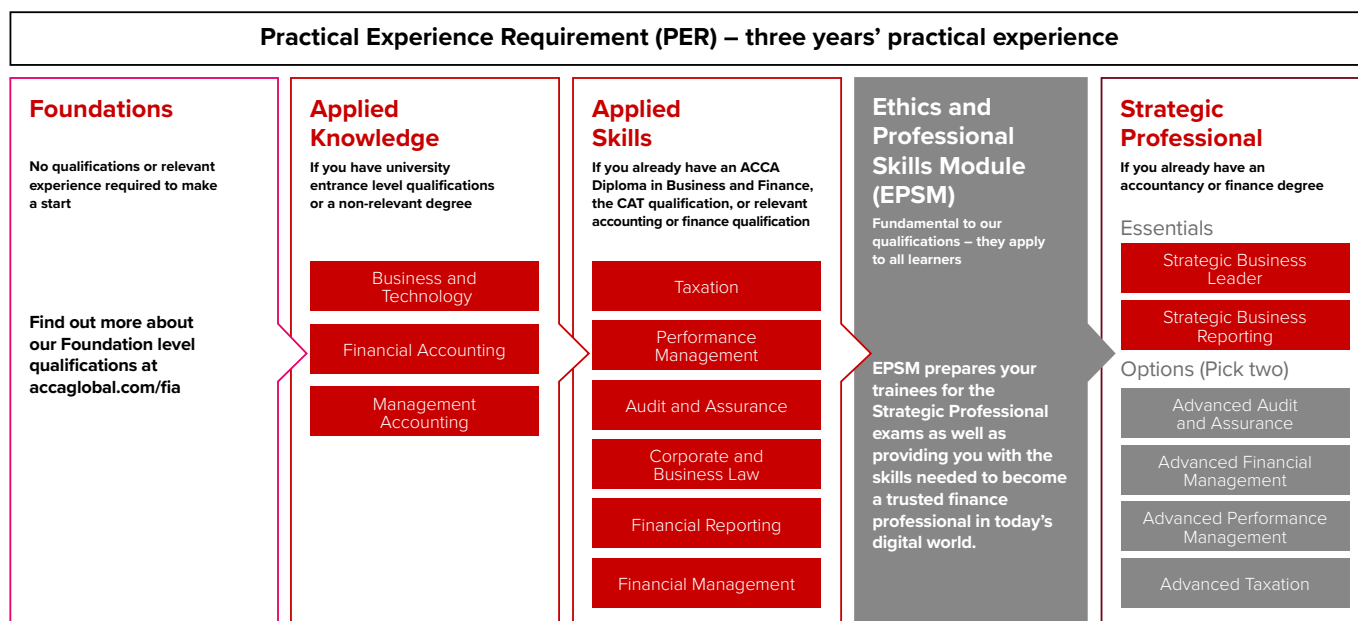 Practical Experience Requirement (PER) – three years’ practical experience
Foundations
No qualifications or relevant
experience required to make
a start
Find out more about
our Foundation level
qualifications at
accaglobal.com/fia
Applied
Knowledge
If you have university
entrance level qualifications
or a non-relevant degree
Business and
Technology
Financial Accounting
Management
Accounting
Applied
Skills
If you already have an ACCA
Diploma in Business and Finance,
the CAT qualification, or relevant
accounting or finance qualification
Taxation
Performance
Management
Audit and Assurance
Corporate and
Business Law
Financial Reporting
Financial Management
Ethics and
Professional
Skills Module
(EPSM)
Fundamental to our
qualifications – they apply
to all learners
EPSM prepares your
trainees for the
Strategic Professional
exams as well as
providing you with the
skills needed to become
a trusted finance
professional in today’s
digital world.
Strategic
Professional
If you already have an
accountancy or finance degree
Essentials
Strategic Business
Leader
Strategic Business
Reporting
Options (Pick two)
Advanced Audit
and Assurance
Advanced Financial
Management
Advanced Performance
Management
Advanced Taxation